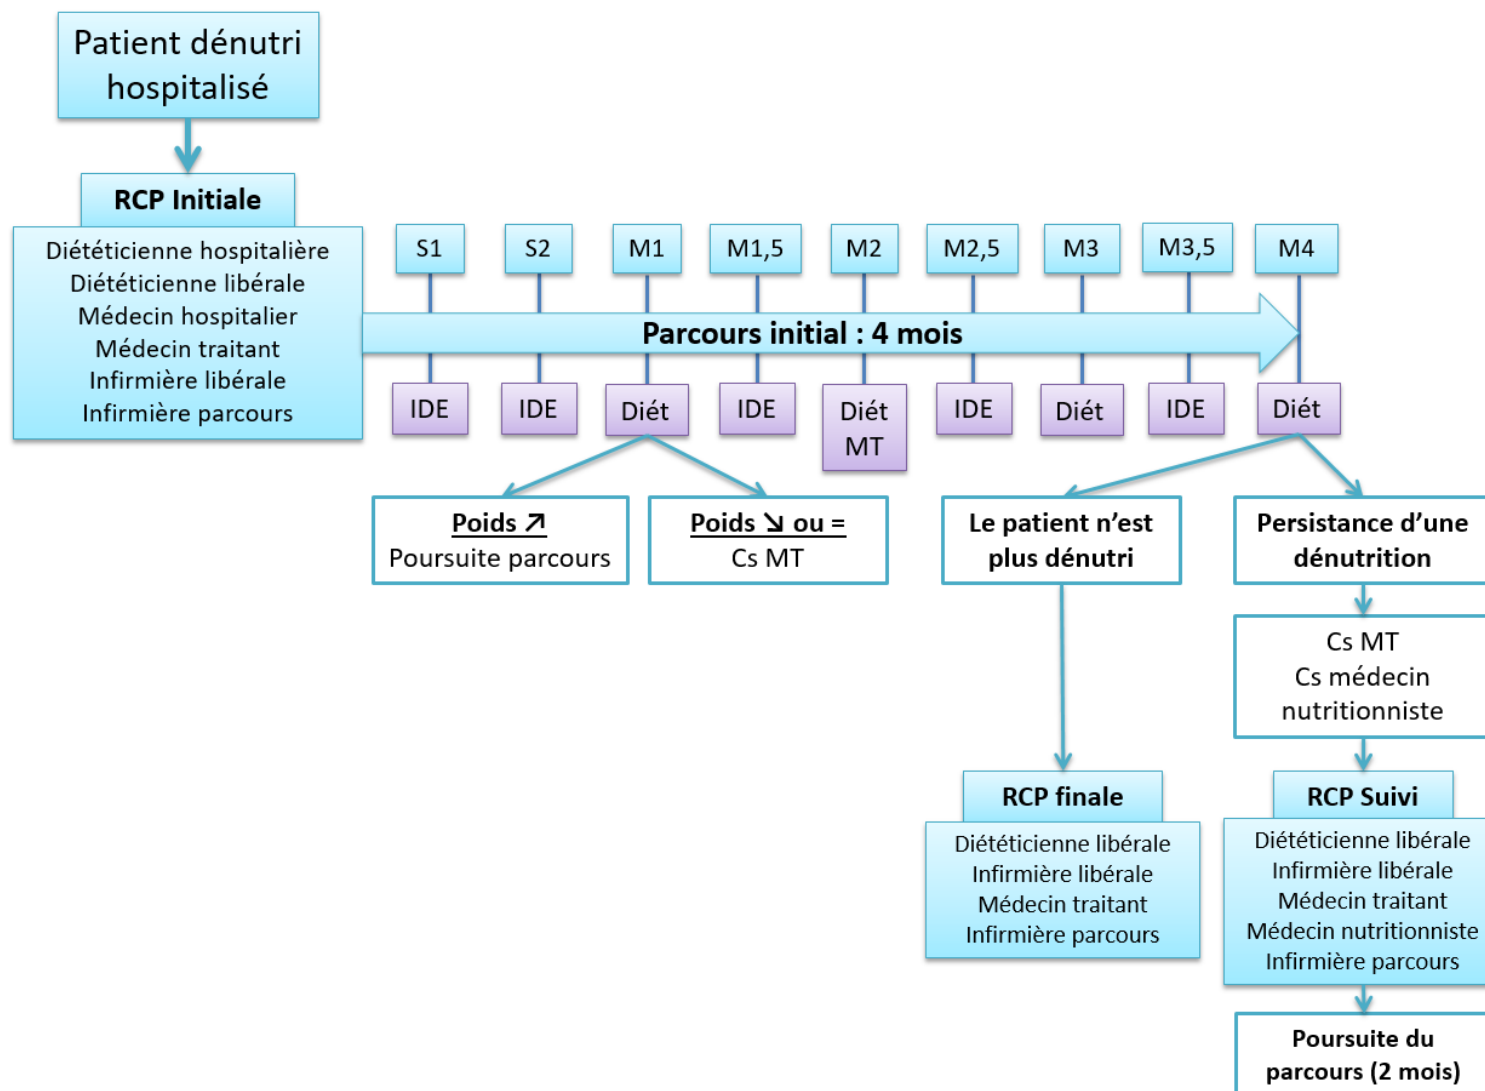 Patient dénutri
hospitalisé
RCP Initiale
Diététicienne hospitalière
Diététicienne libérale
Médecin hospitalier
Médecin traitant
Infirmière libérale
Infirmière parcours
S1
S2
M1
M1,5
M2
M2,5
M3
M3,5
M4
Parcours initial : 4 mois
IDE
IDE
Diét
IDE
Diét
MT
IDE
Diét
IDE
Diét
Poids ↗
Poursuite parcours
Poids ↘ ou =
Cs MT
Le patient n’est
plus dénutri
Persistance d’une
dénutrition
Cs MT
Cs médecin
nutritionniste
RCP finale
Diététicienne libérale
Infirmière libérale
Médecin traitant
Infirmière parcours
RCP Suivi
Diététicienne libérale
Infirmière libérale
Médecin traitant
Médecin nutritionniste
Infirmière parcours
Poursuite du
parcours (2 mois)